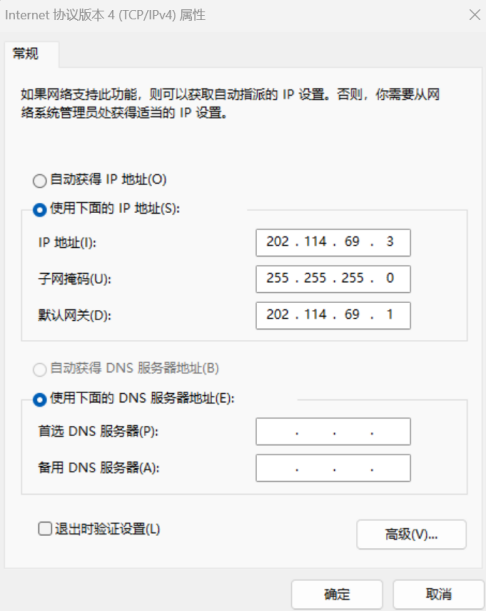 Internet 协议版本 4 (TCP/IPv4) 属性
常规
如果网络支持此功能，则可以获取自动指派的 IP 设置。否则，你需要从网
络系统管理员处获得适当的 IP 设置。
自动获得 IP 地址(O)
使用下面的 IP 地址(S):
IP 地址(I): 202 . 114 . 69 . 3
子网掩码(U): 255 . 255 . 255 . 0
默认网关(D): 202 . 114 . 69 . 1
自动获得 DNS 服务器地址(B)
使用下面的 DNS 服务器地址(E):
首选 DNS 服务器(P): . . .
备用 DNS 服务器(A): . . .
退出时验证设置(L)
高级(V)...
确定 取消